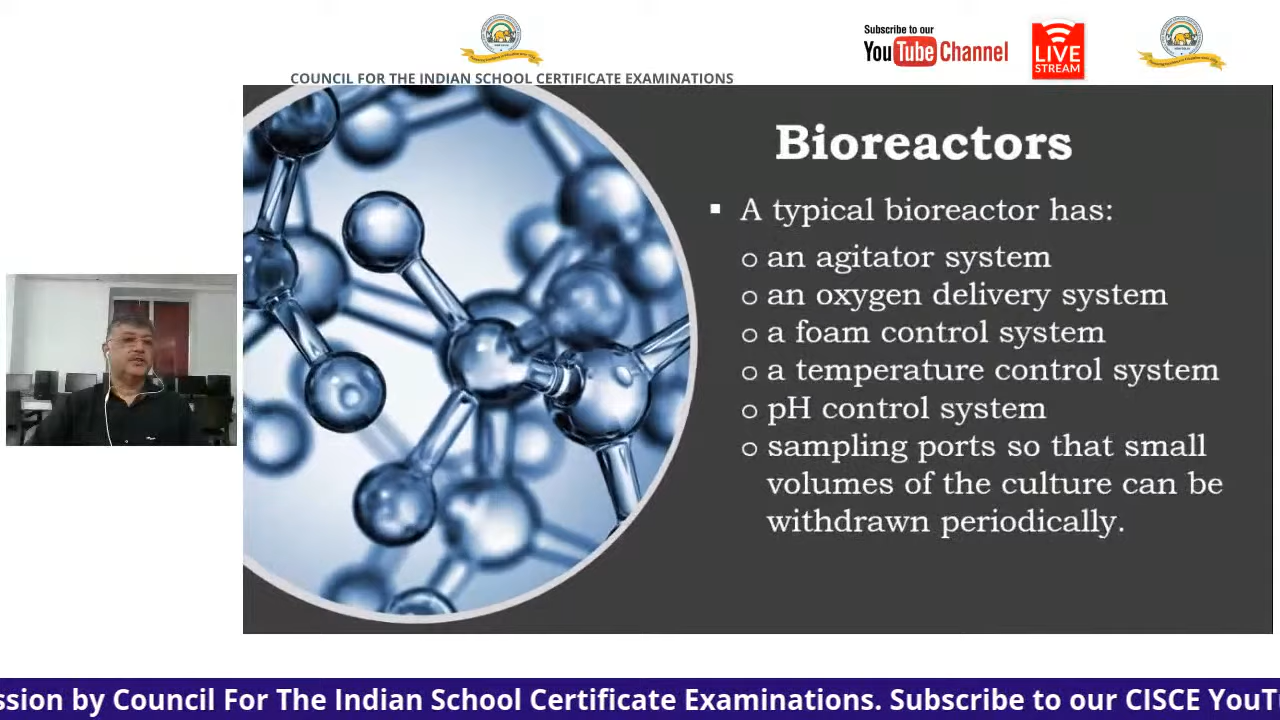 Subscribe to our
YouTube Channel
LIVE
STREAM
COUNCIL FOR THE INDIAN SCHOOL CERTIFICATE EXAMINATIONS
Bioreactors
▪ A typical bioreactor has:
o an agitator system
o an oxygen delivery system
o a foam control system
o a temperature control system
o pH control system
o sampling ports so that small
volumes of the culture can be
withdrawn periodically.
ssion by Council For The Indian School Certificate Examinations. Subscribe to our CISCE YouT